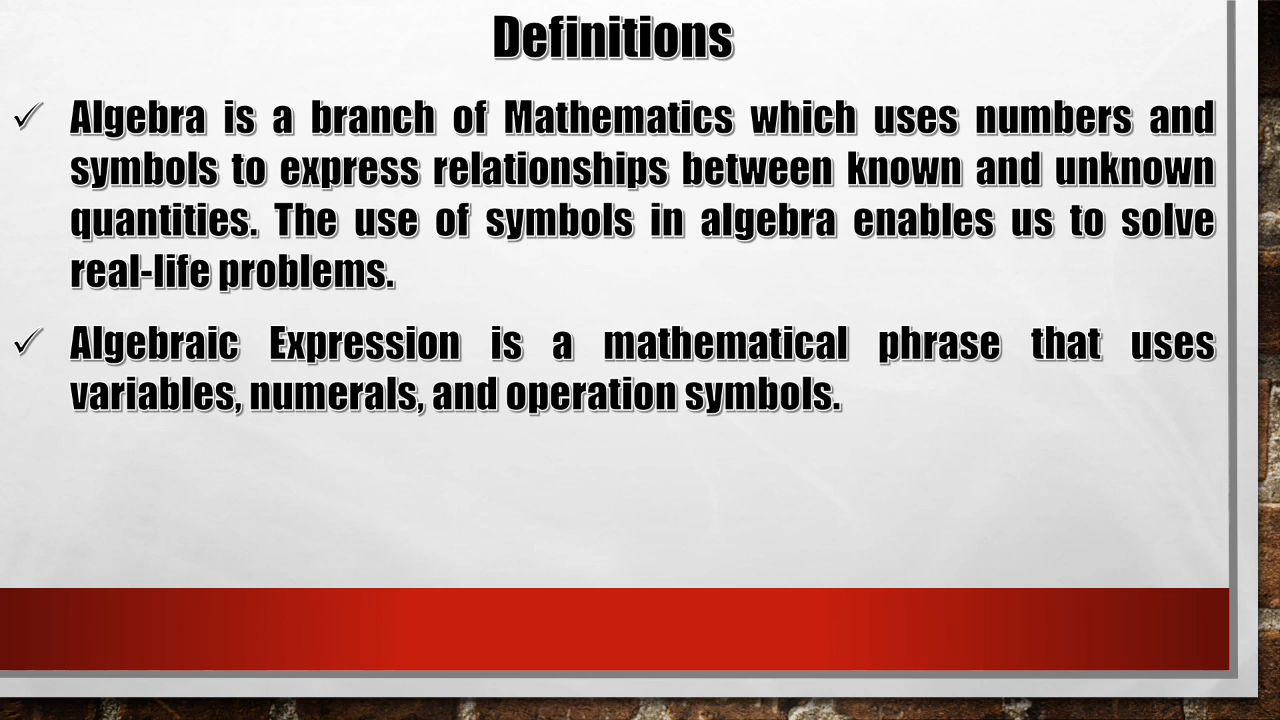 Definitions
✓ Algebra is a branch of Mathematics which uses numbers and
symbols to express relationships between known and unknown
quantities. The use of symbols in algebra enables us to solve
real-life problems.
✓ Algebraic Expression is a mathematical phrase that uses
variables, numerals, and operation symbols.